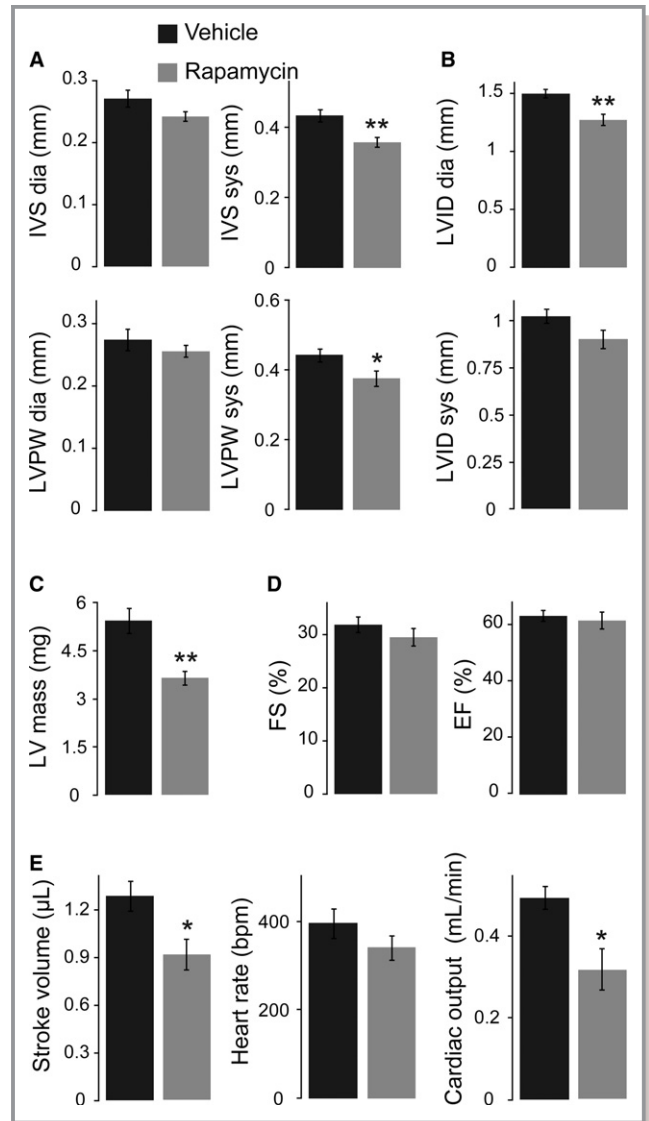 Vehicle
Rapamycin
A
IVS dia (mm)
0.3
0.2
0
IVS sys (mm)
0.4
0.2
0
**
B
LVID dia (mm)
1.5
1
0.5
0
**
LVPW dia (mm)
0.3
0.2
0.1
0
LVPW sys (mm)
0.6
0.4
0.2
0
*
LVID sys (mm)
1
0.75
0.5
0.25
0
C
LV mass (mg)
6
4.5
3
1.5
0
**
D
FS (%)
30
20
10
0
EF (%)
60
40
20
0
E
Stroke volume (µL)
1.2
0.9
0.6
0.3
0
*
Heart rate (bpm)
400
200
0
Cardiac output (mL/min)
0.4
0.2
0
*